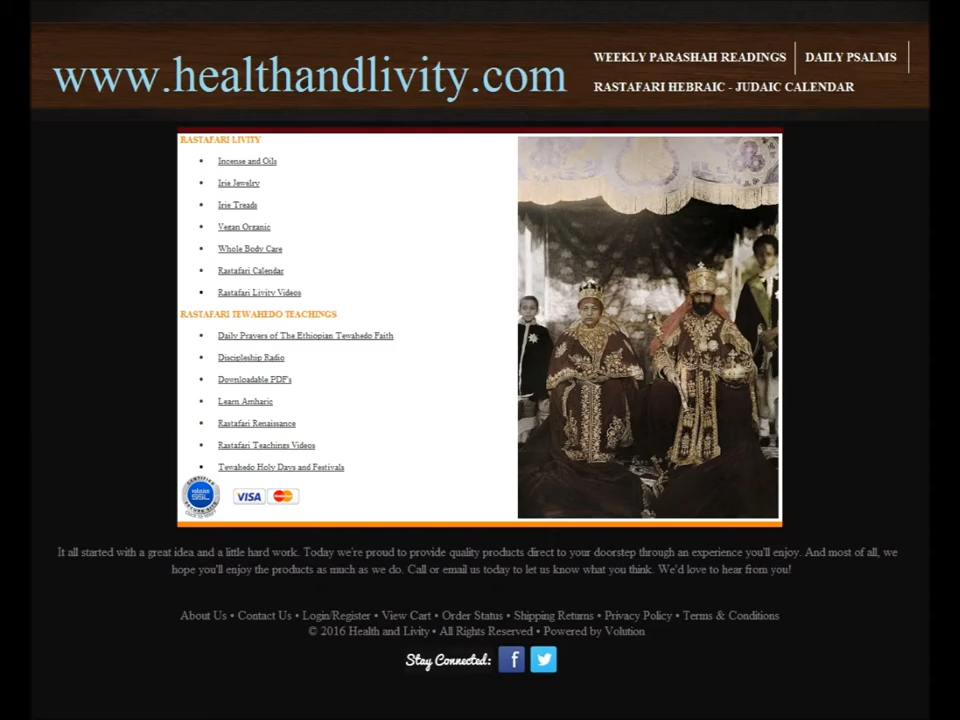 www.healthandlivity.com
WEEKLY PARASHAH READINGS
DAILY PSALMS
RASTAFARI HEBRAIC - JUDAIC CALENDAR
RASTAFARI LIVITY
Incense and Oils
Irie Jewelry
Irie Treads
Vegan Organic
Whole Body Care
Rastafari Calendar
Rastafari Livity Videos
RASTAFARI TEWAHEDO TEACHINGS
Daily Prayers of The Ethiopian Tewahedo Faith
Discipleship Radio
Downloadable PDF's
Learn Amharic
Rastafari Renaissance
Rastafari Teachings Videos
Tewahedo Holy Days and Festivals
CERTIFIED
SSL
SECURE SITE
VISA
It all started with a great idea and a little hard work. Today we're proud to provide quality products direct to your doorstep through an experience you'll enjoy. And most of all, we
hope you'll enjoy the products as much as we do. Call or email us today to let us know what you think. We'd love to hear from you!
About Us • Contact Us • Login/Register • View Cart • Order Status • Shipping Returns • Privacy Policy • Terms & Conditions
© 2016 Health and Livity • All Rights Reserved • Powered by Volution
Stay Connected: